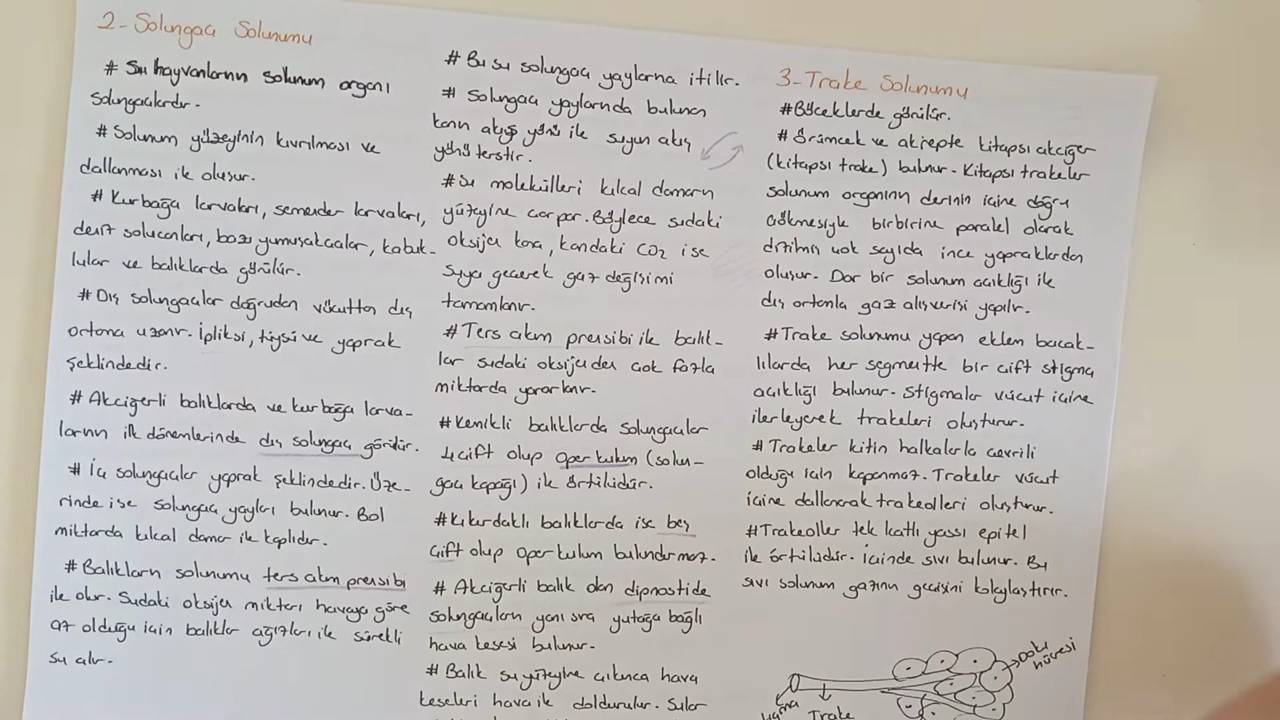 2- Solungaç Solunumu
# Su hayvanlarının solunum organı
solungaçlardır.
# Solunum yüzeyinin kıvrılması ve
dallanması ile oluşur.
# Kurbağa larvaları, semender larvaları,
deniz solucanları, bazı yumuşakçalar, kabuk-
lular ve balıklarda görülür.
# Dış solungaçlar doğrudan vücuttan dış
ortama uzanır. İpliksi, tüysü ve yaprak
şeklindedir.
# Akciğerli balıklarda ve kurbağa larva-
larının ilk dönemlerinde dış solungaç görülür.
# İç solungaçlar yaprak şeklindedir. Üze-
rinde ise solungaç yayları bulunur. Bol
miktarda kılcal damar ile kaplıdır.
# Balıkların solunumu ters akım prensibi
ile olur. Sudaki oksijen miktarı havaya göre
az olduğu için balıklar ağızları ile sürekli
su alır.
# Bu su solungaç yaylarına itilir.
# Solungaç yaylarında bulunan
kanın akış yönü ile suyun akış
yönü terstir.
# Su molekülleri kılcal damarın
yüzeyine çarpar. Böylece sudaki
oksijen kana, kandaki CO2 ise
suya geçerek gaz değişimi
tamamlanır.
# Ters akım prensibi ile balık-
lar sudaki oksijenden çok fazla
miktarda yararlanır.
# Kemikli balıklarda solungaçlar
4 çift olup operkulum (solun-
gaç kapağı) ile örtülüdür.
# Kıkırdaklı balıklarda ise beş
çift olup operkulum bulundurmaz.
# Akciğerli balık olan dipnostide
solungaçların yanı sıra yutağa bağlı
hava kesesi bulunur.
# Balık su yüzeyine çıkınca hava
keseleri hava ile doldurulur. Sular
3- Trake Solunumu
# Böceklerde görülür.
# Örümcek ve akrepte kitapsı akciğer
(kitapsı trake) bulunur. Kitapsı trakeler
solunum organının derinin içine doğru
çökmesiyle birbirine paralel olarak
dizilmiş çok sayıda ince yapraklardan
oluşur. Dar bir solunum açıklığı ile
dış ortamla gaz alışverişi yapılır.
# Trake solunumu yapan eklem bacak-
lılarda her segmentte bir çift stigma
açıklığı bulunur. Stigmalar vücut içine
ilerleyerek trakeleri oluşturur.
# Trakeler kitin halkalarla çevrili
olduğu için kapanmaz. Trakeler vücut
içine dallanarak trakeolleri oluşturur.
# Trakeoller tek katlı yassı epitel
ile örtülüdür. İçinde sıvı bulunur. Bu
sıvı solunum gazının geçişini kolaylaştırır.
Doku
hücresi
Trake